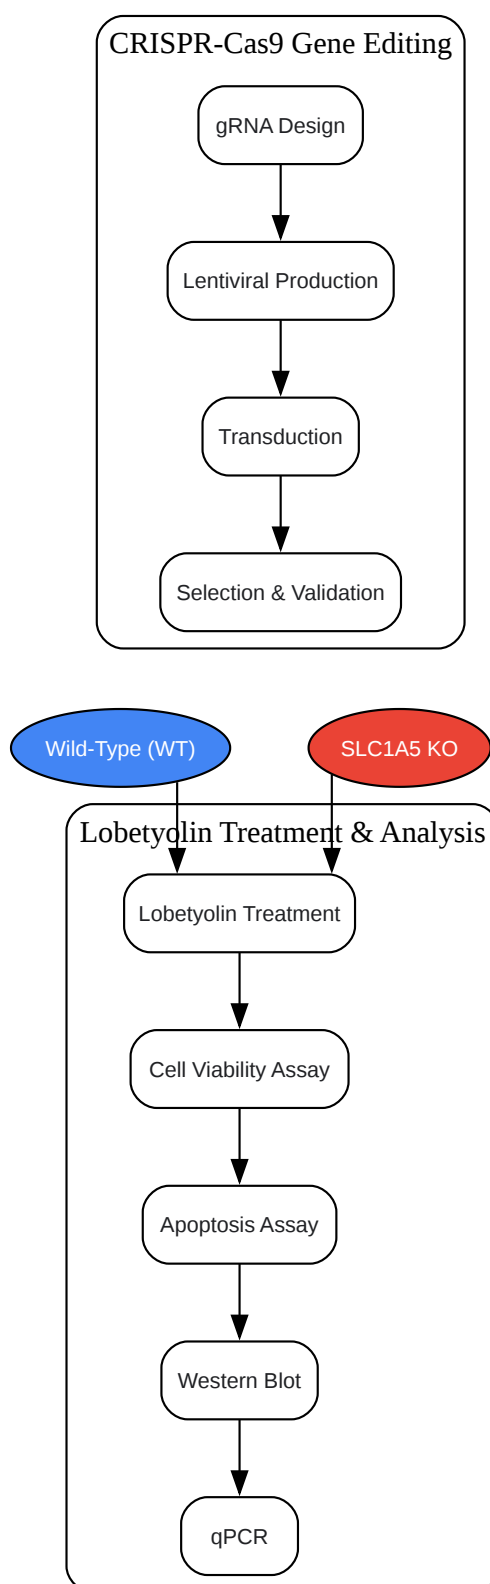 CRISPR-Cas9 Gene Editing
gRNA Design
Lentiviral Production
Transduction
Selection & Validation
Wild-Type (WT)
SLC1A5 KO
Lobetyolin Treatment & Analysis
Lobetyolin Treatment
Cell Viability Assay
Apoptosis Assay
Western Blot
qPCR